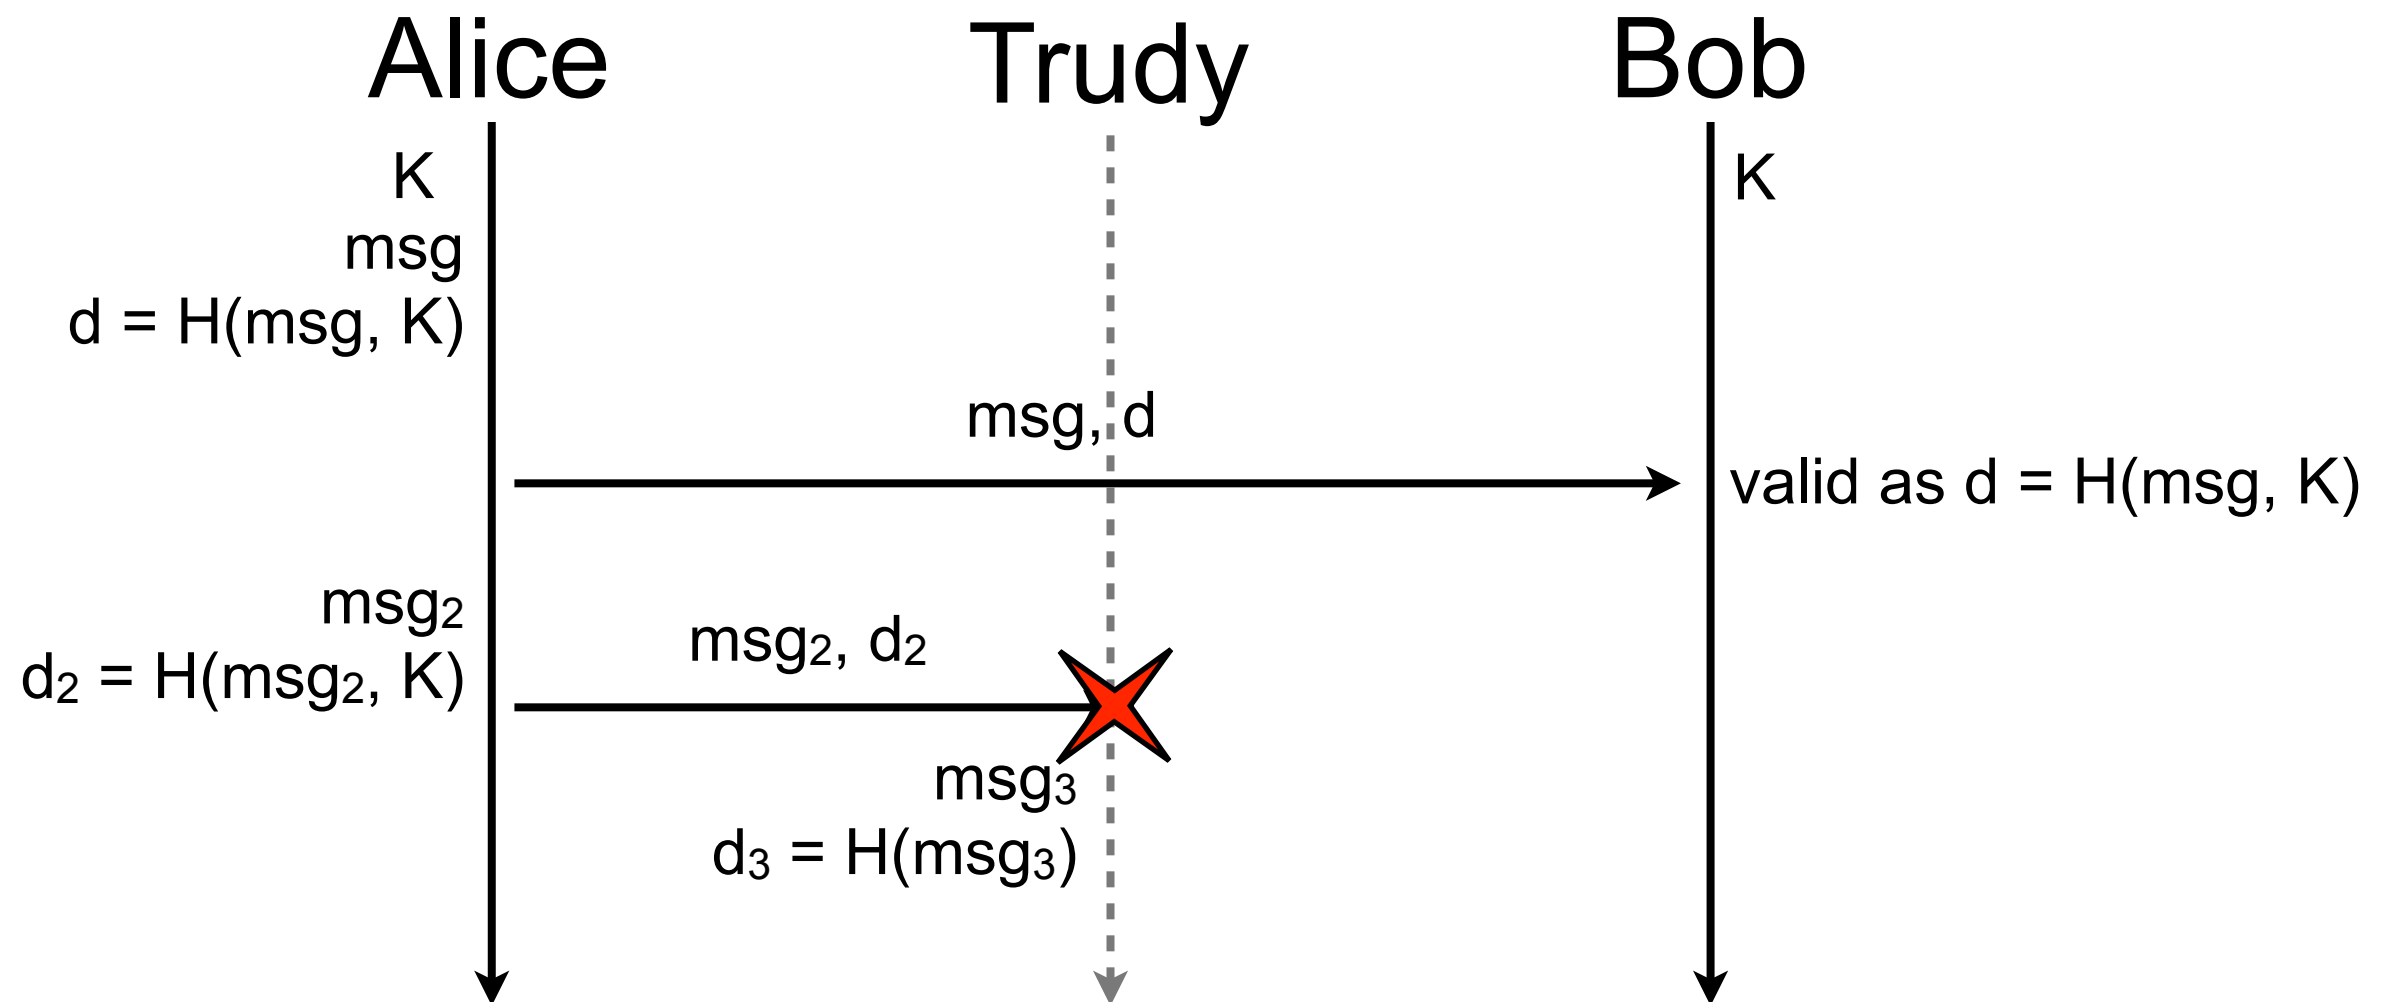 Alice Trudy Bob
K K
msg
d = H(msg, K)
msg, d
valid as d = H(msg, K)
msg₂
msg₂, d₂
d₂ = H(msg₂, K)
msg₃
d₃ = H(msg₃)